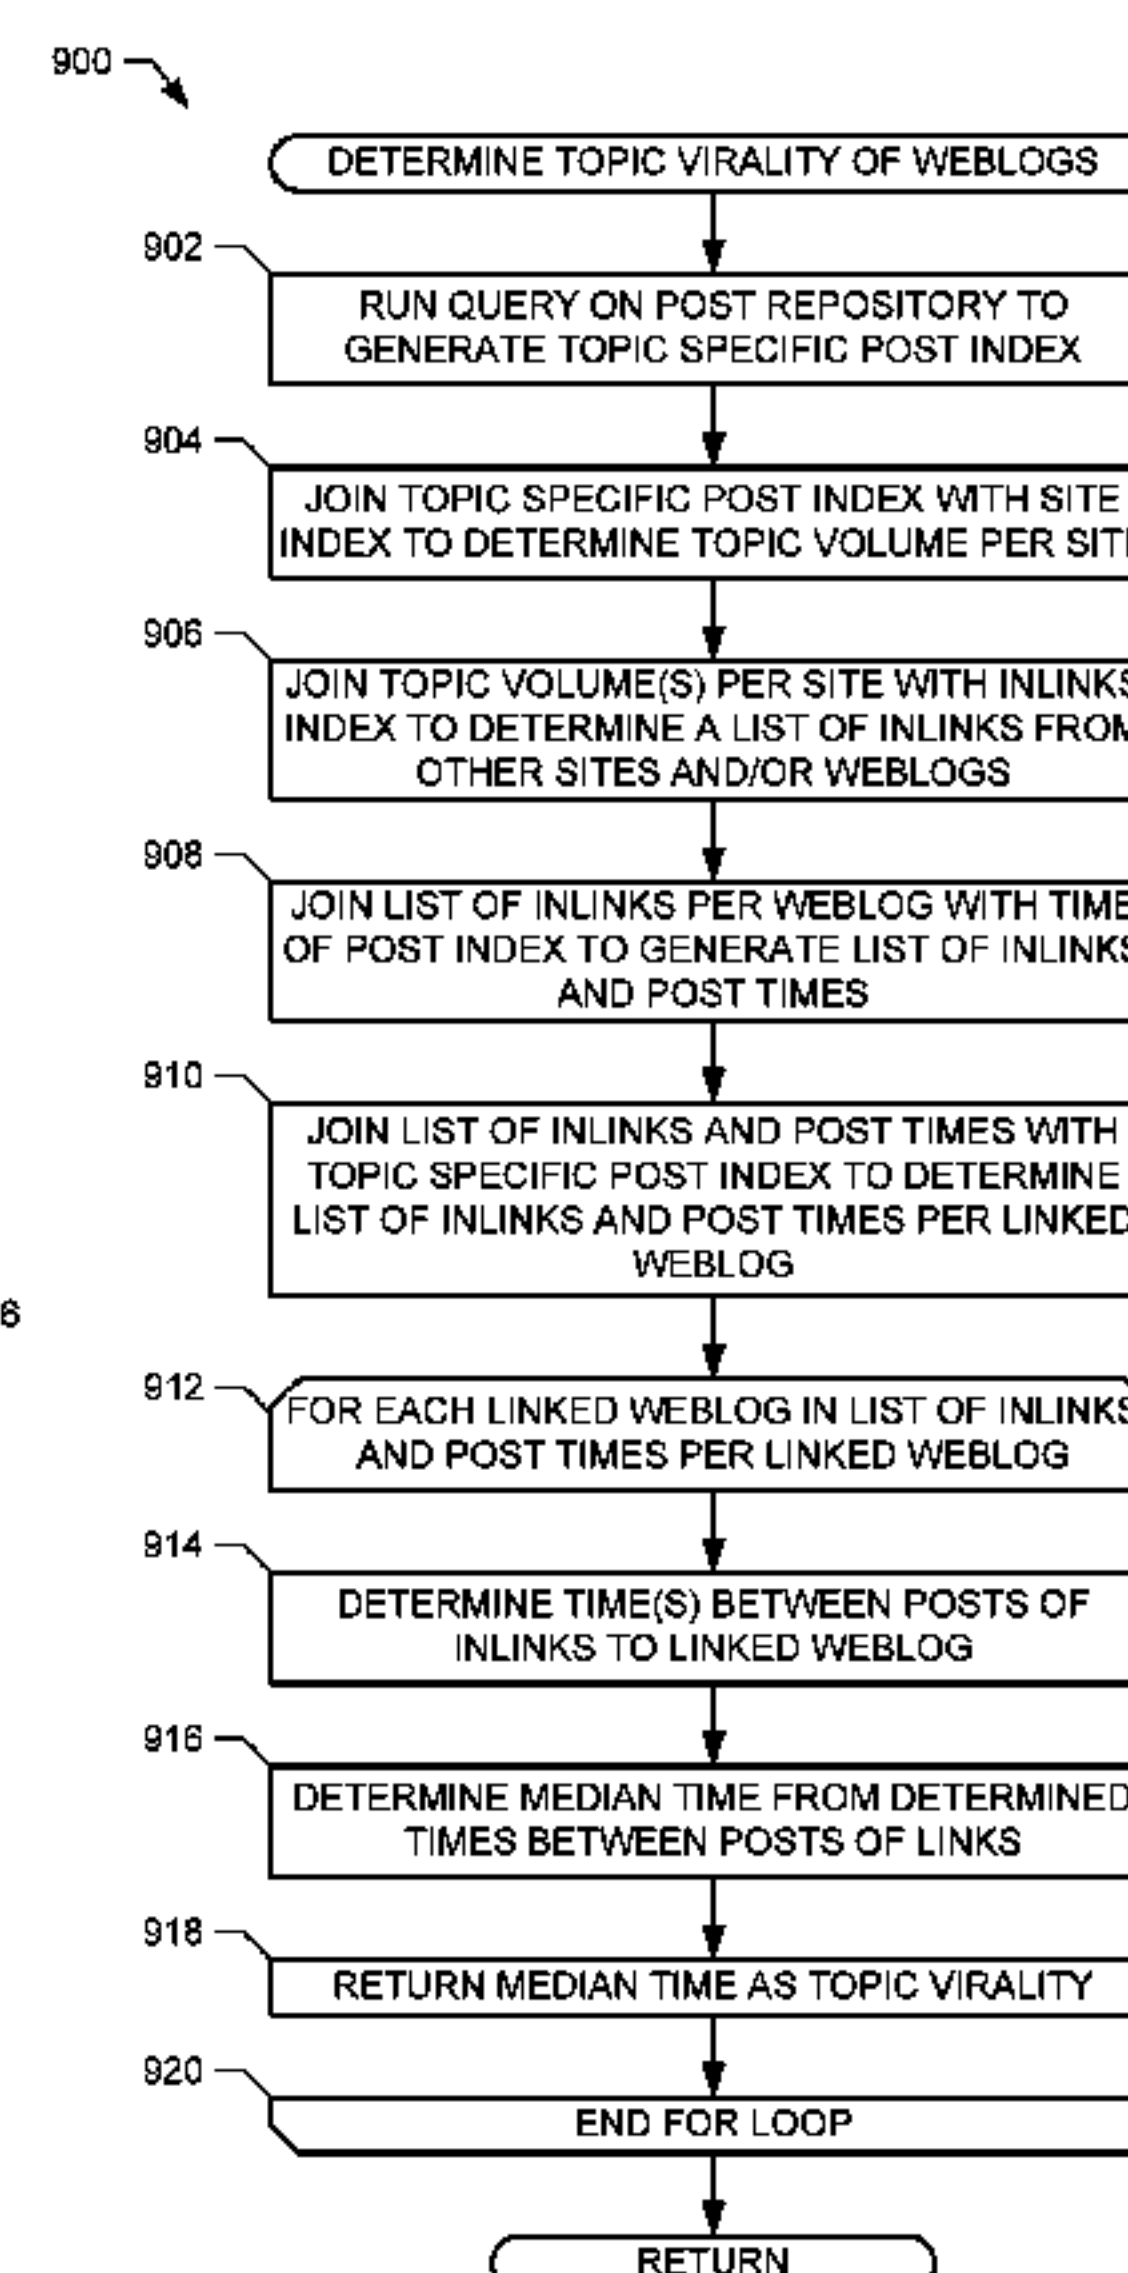 900
DETERMINE TOPIC VIRALITY OF WEBLOGS
902
RUN QUERY ON POST REPOSITORY TO
GENERATE TOPIC SPECIFIC POST INDEX
904
JOIN TOPIC SPECIFIC POST INDEX WITH SITE
INDEX TO DETERMINE TOPIC VOLUME PER SITE
906
JOIN TOPIC VOLUME(S) PER SITE WITH INLINKS
INDEX TO DETERMINE A LIST OF INLINKS FROM
OTHER SITES AND/OR WEBLOGS
908
JOIN LIST OF INLINKS PER WEBLOG WITH TIME
OF POST INDEX TO GENERATE LIST OF INLINKS
AND POST TIMES
910
JOIN LIST OF INLINKS AND POST TIMES WITH
TOPIC SPECIFIC POST INDEX TO DETERMINE
LIST OF INLINKS AND POST TIMES PER LINKED
WEBLOG
6
912
FOR EACH LINKED WEBLOG IN LIST OF INLINKS
AND POST TIMES PER LINKED WEBLOG
914
DETERMINE TIME(S) BETWEEN POSTS OF
INLINKS TO LINKED WEBLOG
916
DETERMINE MEDIAN TIME FROM DETERMINED
TIMES BETWEEN POSTS OF LINKS
918
RETURN MEDIAN TIME AS TOPIC VIRALITY
920
END FOR LOOP
RETURN